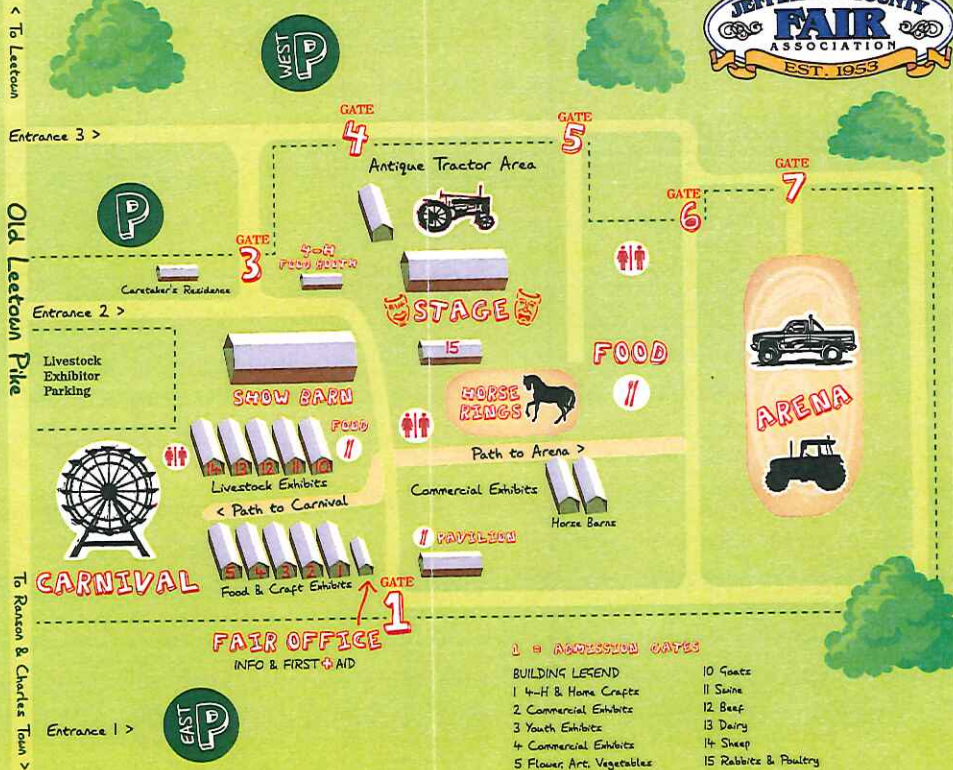 < To Leetown
FAIR
ASSOCIATION
EST. 1953
WEST
P
Entrance 3 >
GATE
4
GATE
5
Antique Tractor Area
GATE
7
GATE
6
P
GATE
3
4-H
FOOD BOOTH
Caretaker's Residence
Old Leetown Pike
Entrance 2 >
STAGE
15
FOOD
Livestock
Exhibitor
Parking
SHOW BARN
HORSE
RINGS
ARENA
FOOD
14 13 12 11 10
Livestock Exhibits
Path to Arena >
Commercial Exhibits
< Path to Carnival
Horse Barns
PAVILION
5 4 3 2 1
Food & Craft Exhibits
CARNIVAL
GATE
1
FAIR OFFICE
INFO & FIRST AID
To Ranson & Charles Town >
Entrance 1 >
EAST
P
1 = ADMISSION GATES
BUILDING LEGEND
1 4-H & Home Crafts
2 Commercial Exhibits
3 Youth Exhibits
4 Commercial Exhibits
5 Flower, Art, Vegetables
10 Goats
11 Swine
12 Beef
13 Dairy
14 Sheep
15 Rabbits & Poultry